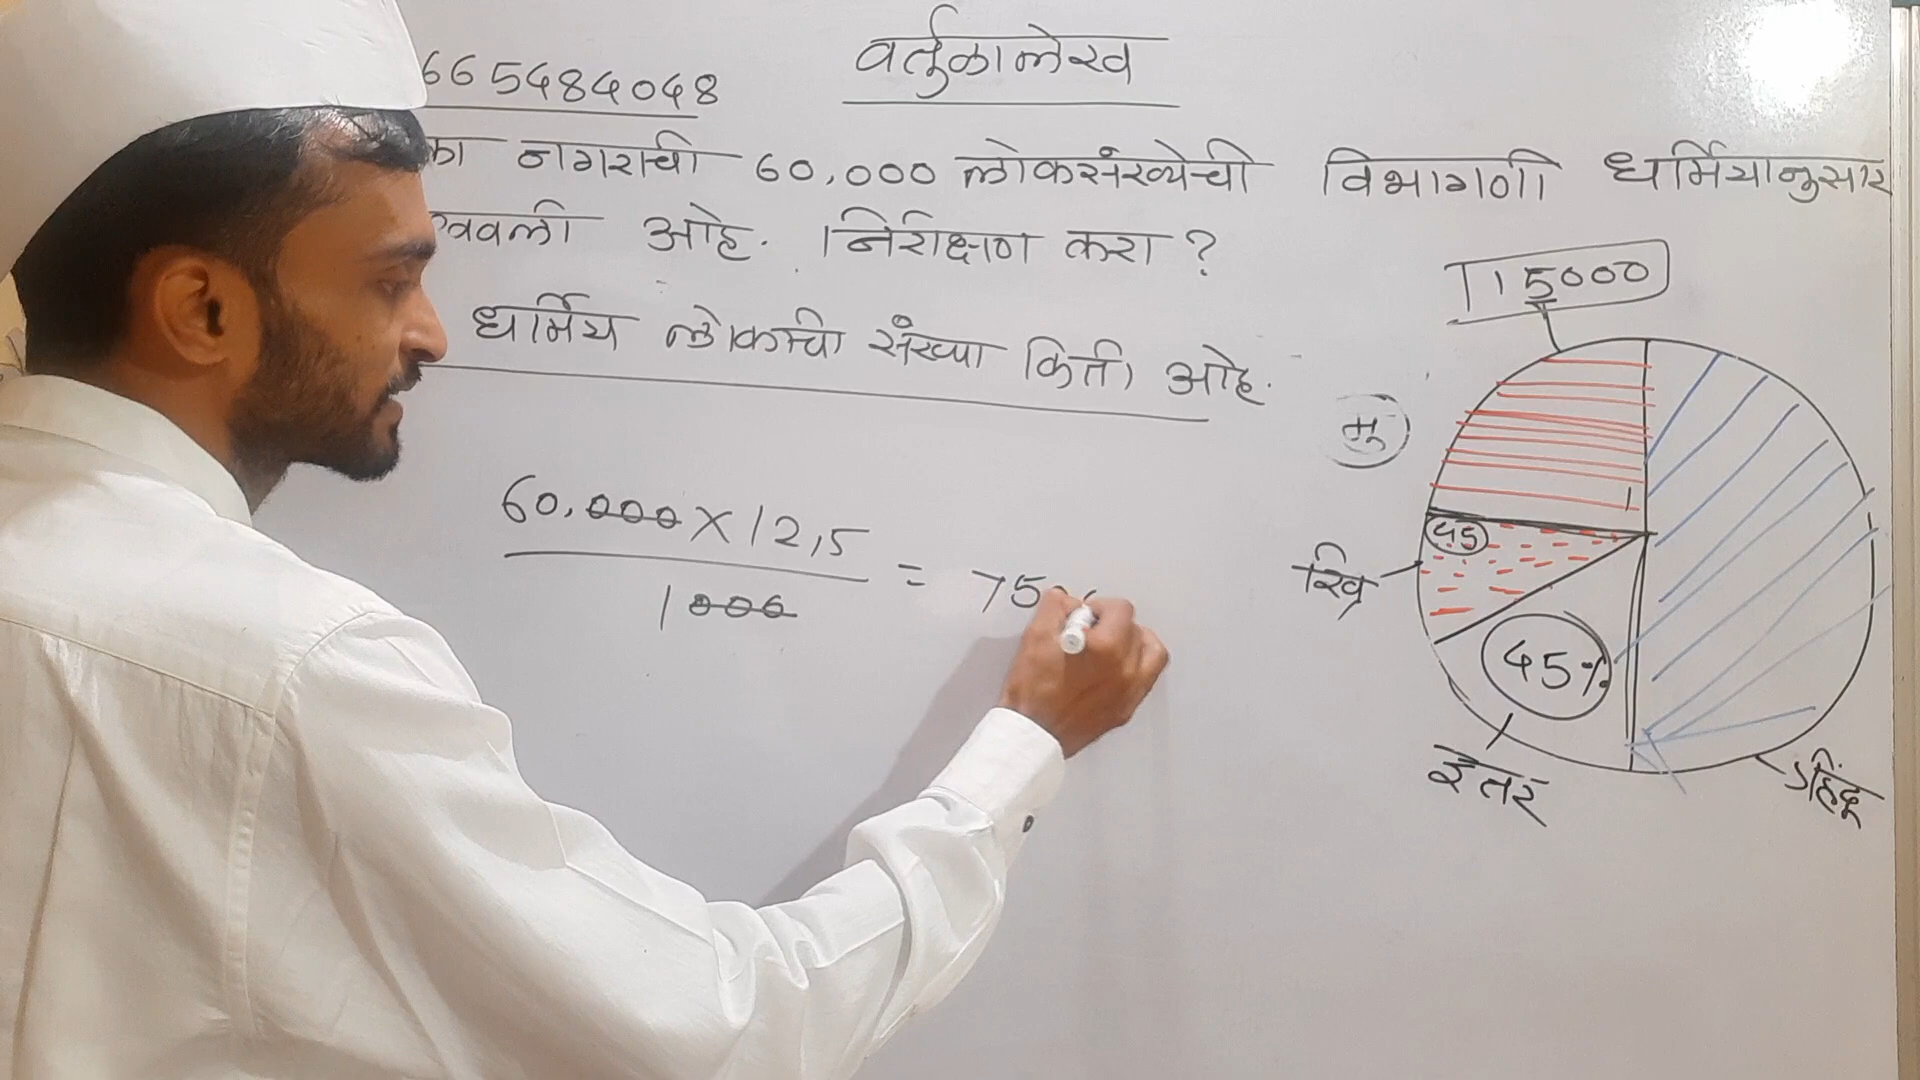 वर्तुळालेख
665484048
का नगराची 60,000 लोकसंख्येची विभागणी धर्मियानुसार
आहे. निरीक्षण करा ?
धर्मिय लोकांची संख्या किती आहे.
15000
मु
45
ख्रि
45%
इतर
हिंदू
60,000 X 12,5
1000
= 75